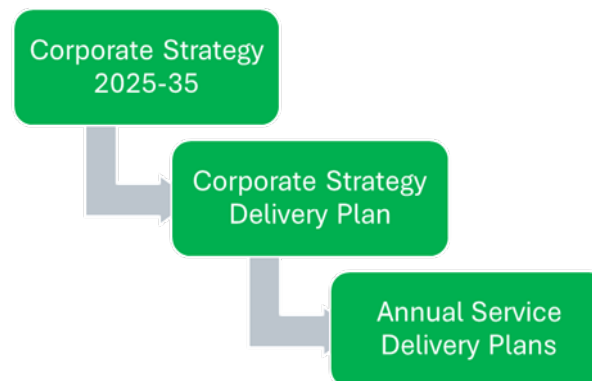 Corporate Strategy
2025-35
Corporate Strategy
Delivery Plan
Annual Service
Delivery Plans